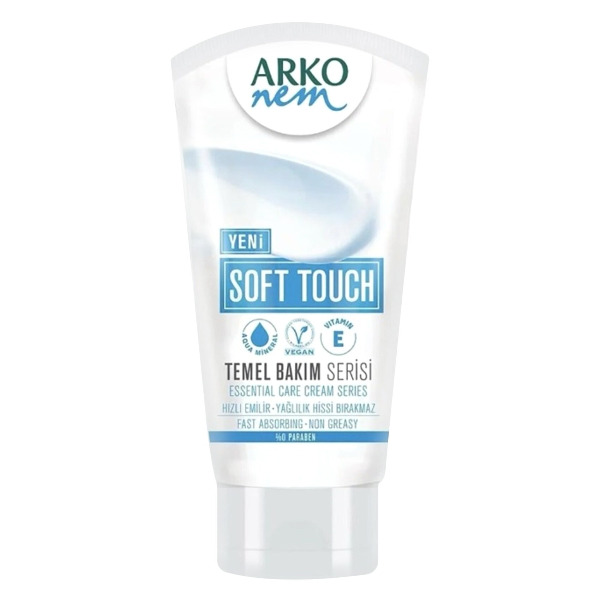 ARKO
nem
YENİ
SOFT TOUCH
AQUA MINERAL
VEGAN
VITAMIN
E
TEMEL BAKIM SERİSİ
ESSENTIAL CARE CREAM SERIES
HIZLI EMİLİR·YAĞLILIK HİSSİ BIRAKMAZ
FAST ABSORBING·NON GREASY
%0 PARABEN